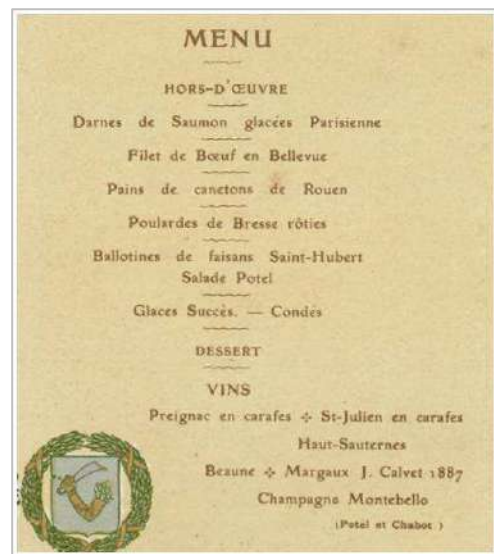 MENU
HORS-D'ŒUVRE
Darnes de Saumon glacées Parisienne
Filet de Bœuf en Bellevue
Pains de canetons de Rouen
Poulardes de Bresse rôties
Ballotines de faisans Saint-Hubert
Salade Potel
Glaces Succès. — Condés
DESSERT
VINS
Preignac en carafes ✣ St-Julien en carafes
Haut-Sauternes
Beaune ✣ Margaux J. Calvet 1887
Champagne Montebello
(Potel et Chabot)